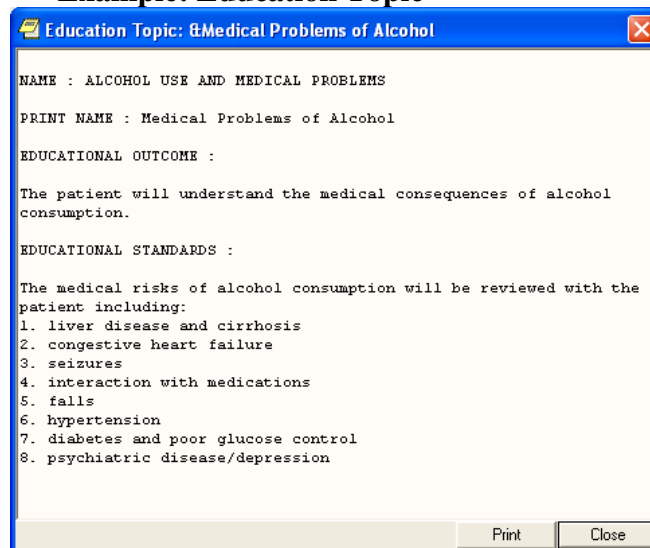 Example: Education Topic
Education Topic: &Medical Problems of Alcohol
NAME : ALCOHOL USE AND MEDICAL PROBLEMS
PRINT NAME : Medical Problems of Alcohol
EDUCATIONAL OUTCOME :
The patient will understand the medical consequences of alcohol
consumption.
EDUCATIONAL STANDARDS :
The medical risks of alcohol consumption will be reviewed with the
patient including:
1. liver disease and cirrhosis
2. congestive heart failure
3. seizures
4. interaction with medications
5. falls
6. hypertension
7. diabetes and poor glucose control
8. psychiatric disease/depression
Print Close